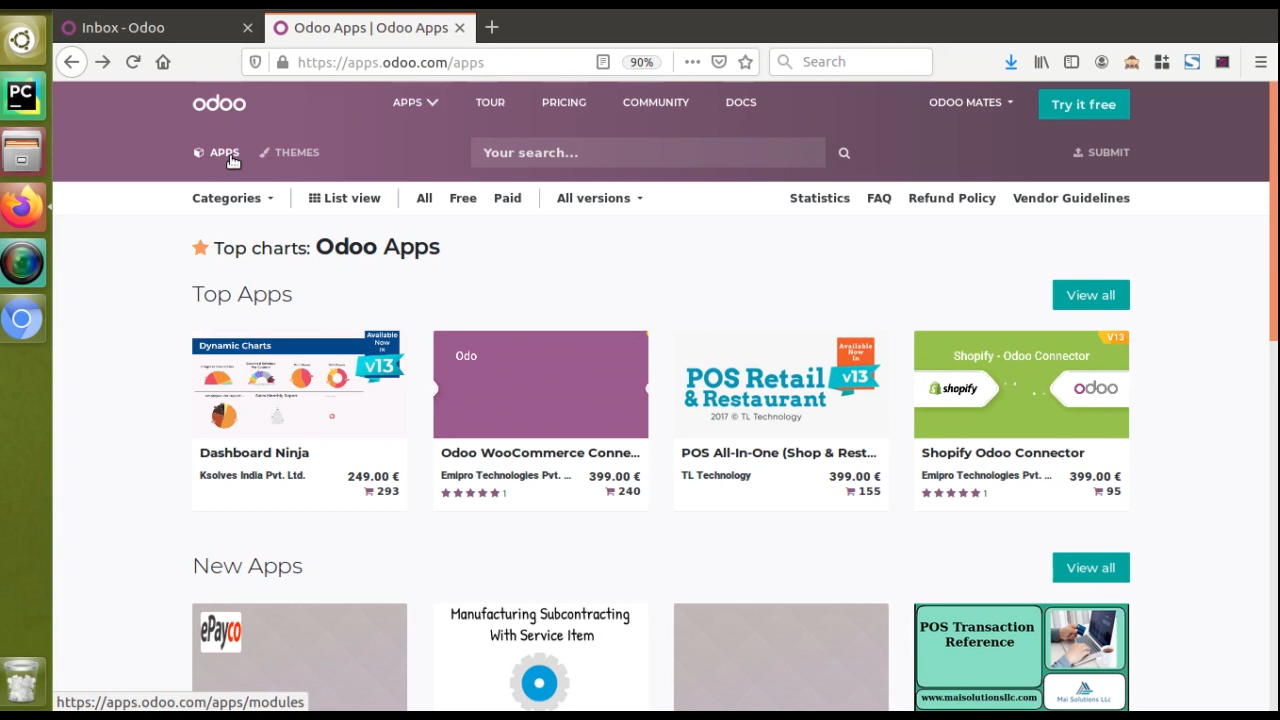 Inbox - Odoo
Odoo Apps | Odoo Apps
https://apps.odoo.com/apps
90%
Search
PC
odoo
APPS
TOUR
PRICING
COMMUNITY
DOCS
ODOO MATES
Try it free
APPS
THEMES
Your search...
SUBMIT
Categories
List view
All
Free
Paid
All versions
Statistics
FAQ
Refund Policy
Vendor Guidelines
Top charts: Odoo Apps
Top Apps
View all
Dynamic Charts
Available
Now
In
v13
Odo
Available
Now
In
v13
POS Retail
& Restaurant
2017 © TL Technology
V13
Shopify - Odoo Connector
shopify
odoo
Dashboard Ninja
Ksolves India Pvt. Ltd.
249.00 €
293
Odoo WooCommerce Conne...
Emipro Technologies Pvt. ...
399.00 €
1
240
POS All-In-One (Shop & Rest...
TL Technology
399.00 €
155
Shopify Odoo Connector
Emipro Technologies Pvt. ...
399.00 €
1
95
New Apps
View all
ePayco
Manufacturing Subcontracting
With Service Item
POS Transaction
Reference
www.maisolutionsllc.com
Mai Solutions LLc
https://apps.odoo.com/apps/modules